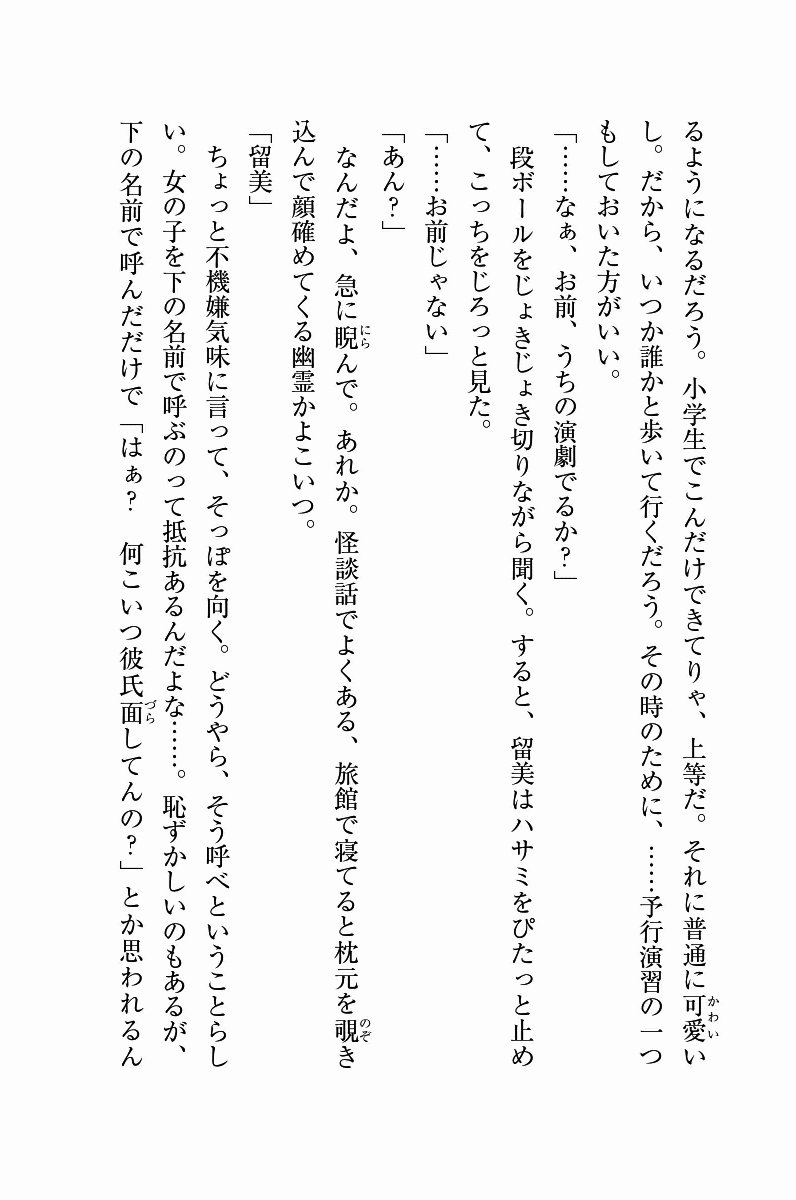 るようになるだろう。小学生でこんだけできてりゃ、上等だ。それに普通に可愛い
し。だから、いつか誰かと歩いて行くだろう。その時のために、……予行演習の一つ
もしておいた方がいい。
「……なぁ、お前、うちの演劇でるか?」
段ボールをじょきじょき切りながら聞く。すると、留美はハサミをぴたっと止め
て、こっちをじろっと見た。
「……お前じゃない」
「あん?」
なんだよ、急に睨んで。あれか。怪談話でよくある、旅館で寝てると枕元を覗き
込んで顔確めてくる幽霊かよこいつ。
「留美」
ちょっと不機嫌気味に言って、そっぽを向く。どうやら、そう呼べということらし
い。女の子を下の名前で呼ぶのって抵抗あるんだよな……。恥ずかしいのもあるが、
下の名前で呼んだだけで「はぁ? 何こいつ彼氏面してんの?」とか思われるん
かわい
にら
のぞ
づら